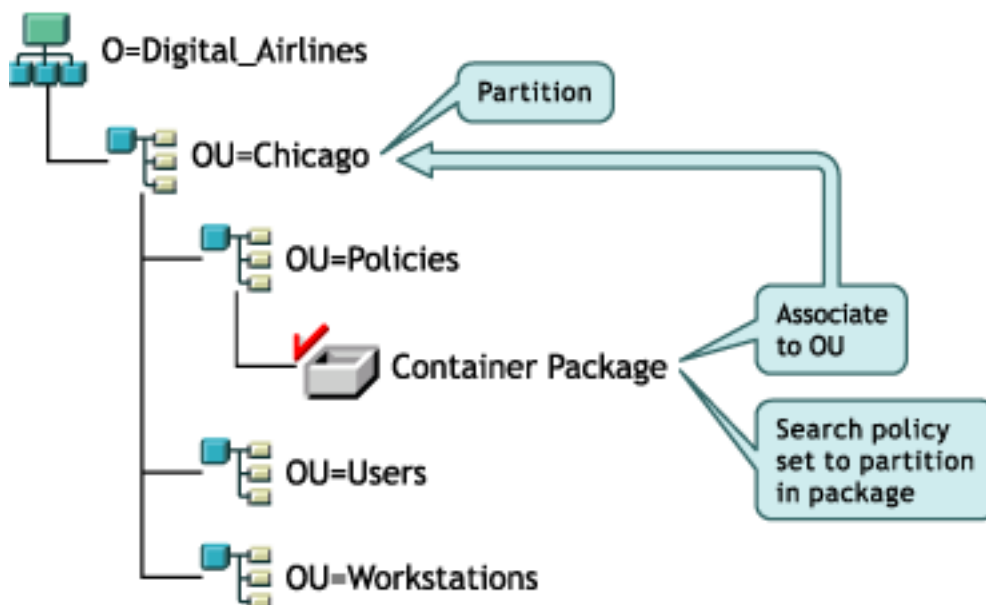 O=Digital_Airlines
Partition
OU=Chicago
OU=Policies
Associate
to OU
Container Package
Search policy
set to partition
in package
OU=Users
OU=Workstations